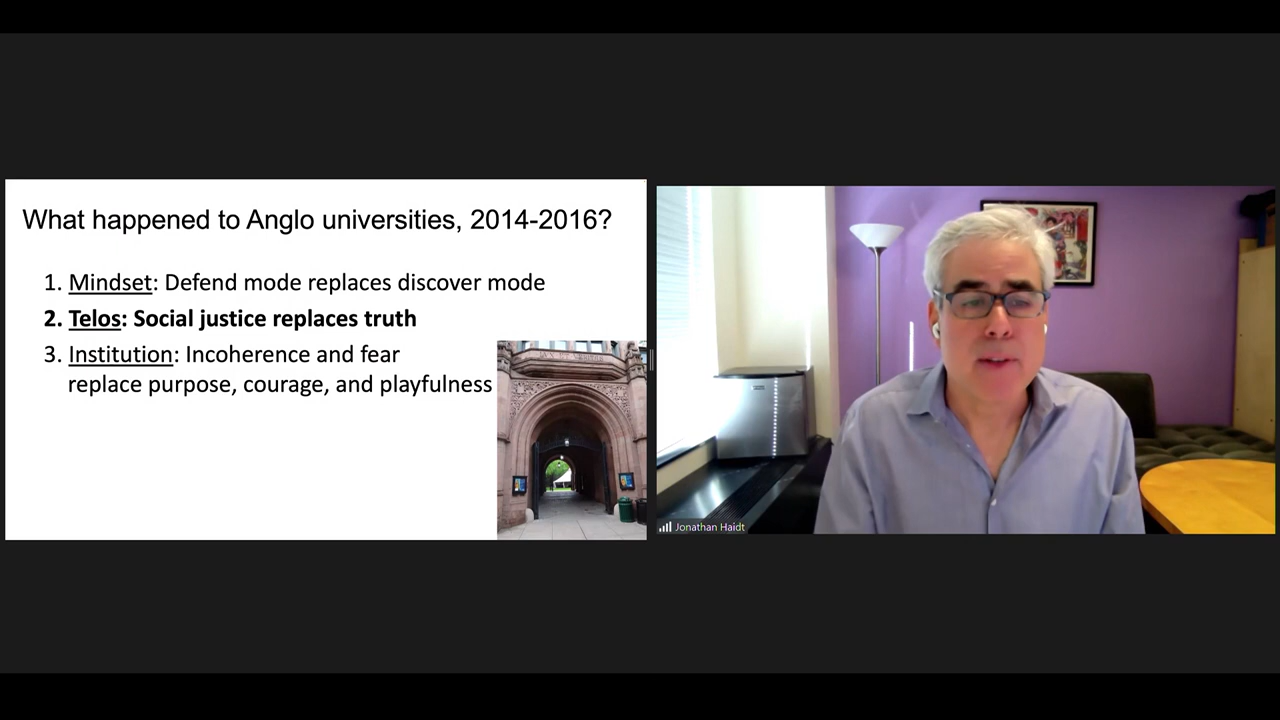 What happened to Anglo universities, 2014-2016?
1. Mindset: Defend mode replaces discover mode
2. Telos: Social justice replaces truth
3. Institution: Incoherence and fear
replace purpose, courage, and playfulness
Jonathan Haidt